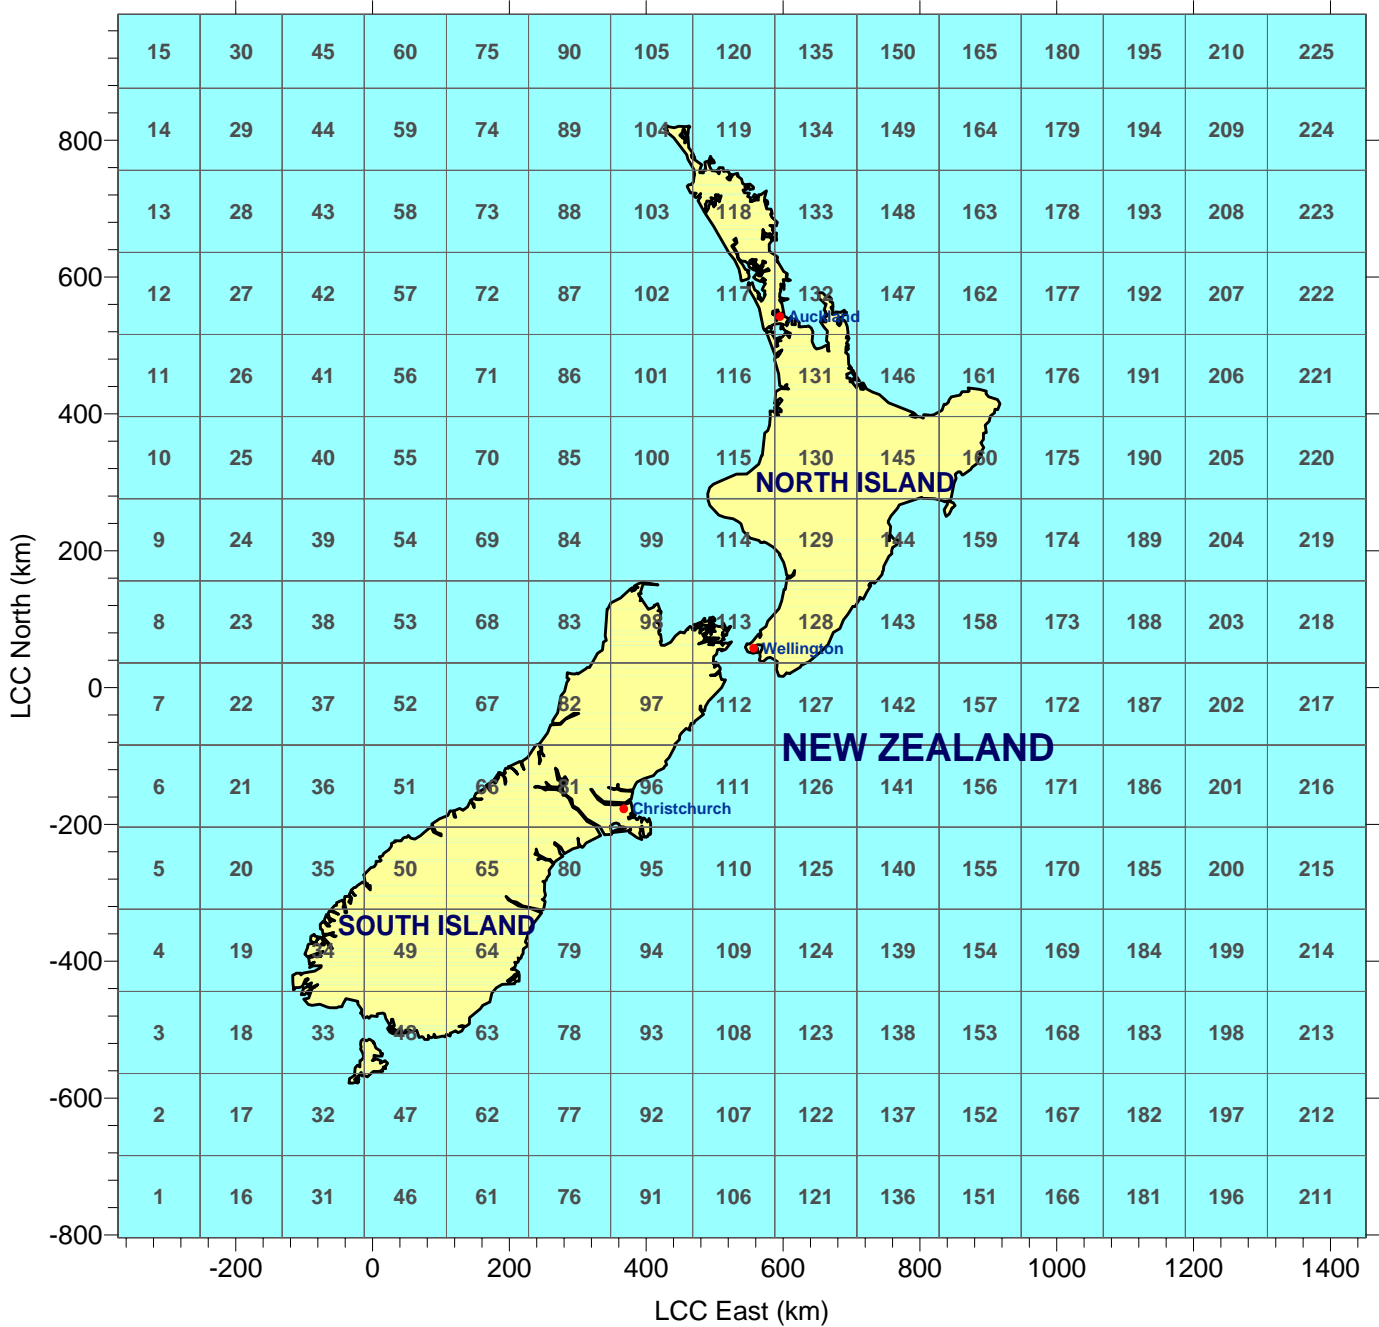 15 30 45 60 75 90 105 120 135 150 165 180 195 210 225
14 29 44 59 74 89 104 119 134 149 164 179 194 209 224
800
13 28 43 58 73 88 103 118 133 148 163 178 193 208 223
600
12 27 42 57 72 87 102 117 132 147 162 177 192 207 222
Auckland
11 26 41 56 71 86 101 116 131 146 161 176 191 206 221
400
10 25 40 55 70 85 100 115 130 145 160 175 190 205 220
NORTH ISLAND
9 24 39 54 69 84 99 114 129 144 159 174 189 204 219
200
8 23 38 53 68 83 98 113 128 143 158 173 188 203 218
Wellington
0
7 22 37 52 67 82 97 112 127 142 157 172 187 202 217
NEW ZEALAND
6 21 36 51 66 81 96 111 126 141 156 171 186 201 216
Christchurch
-200
5 20 35 50 65 80 95 110 125 140 155 170 185 200 215
SOUTH ISLAND
4 19 34 49 64 79 94 109 124 139 154 169 184 199 214
-400
3 18 33 48 63 78 93 108 123 138 153 168 183 198 213
-600
2 17 32 47 62 77 92 107 122 137 152 167 182 197 212
1 16 31 46 61 76 91 106 121 136 151 166 181 196 211
-800
-200 0 200 400 600 800 1000 1200 1400
LCC East (km)
LCC North (km)